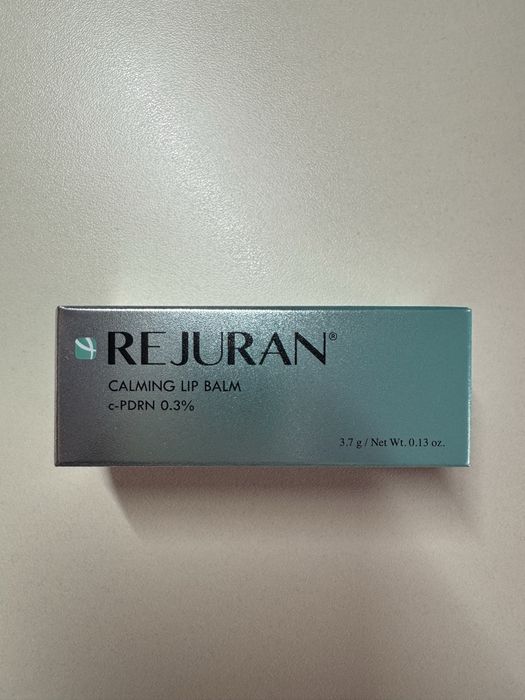 REJURAN®
CALMING LIP BALM
c-PDRN 0.3%
3.7 g / Net Wt. 0.13 oz.